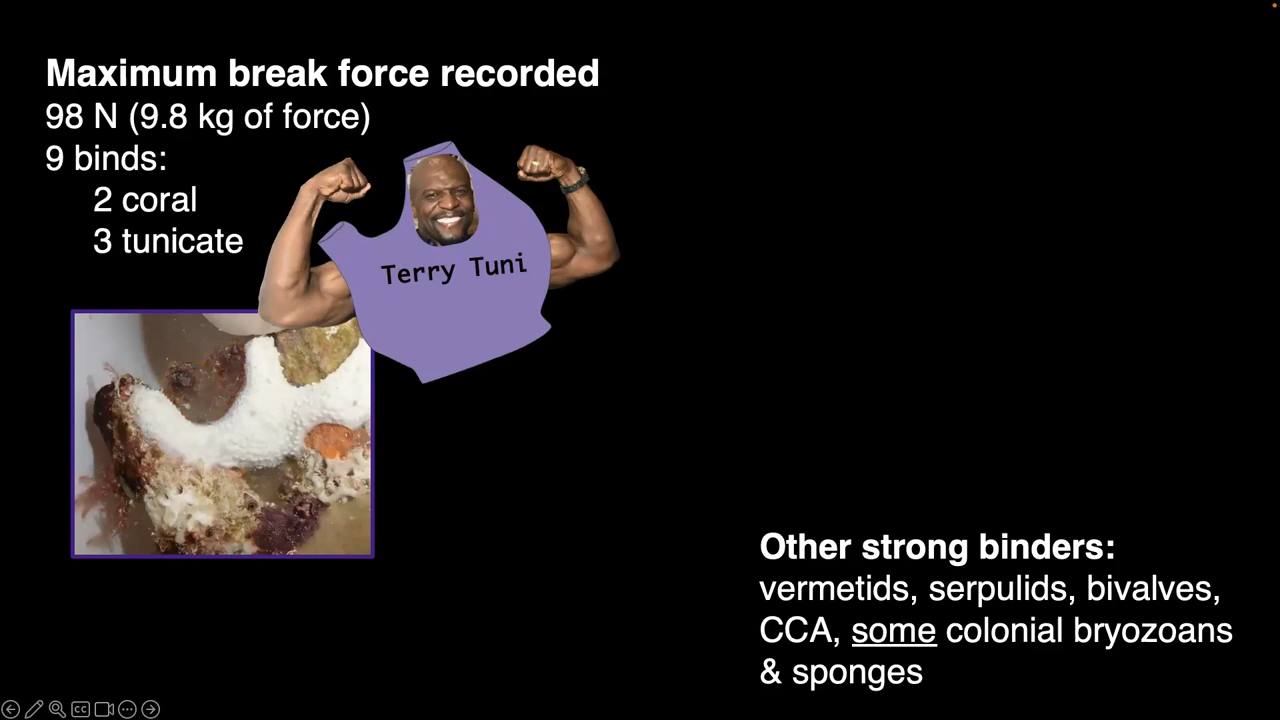 Maximum break force recorded
98 N (9.8 kg of force)
9 binds:
2 coral
3 tunicate
Terry Tuni
Other strong binders:
vermetids, serpulids, bivalves,
CCA, some colonial bryozoans
& sponges
CC